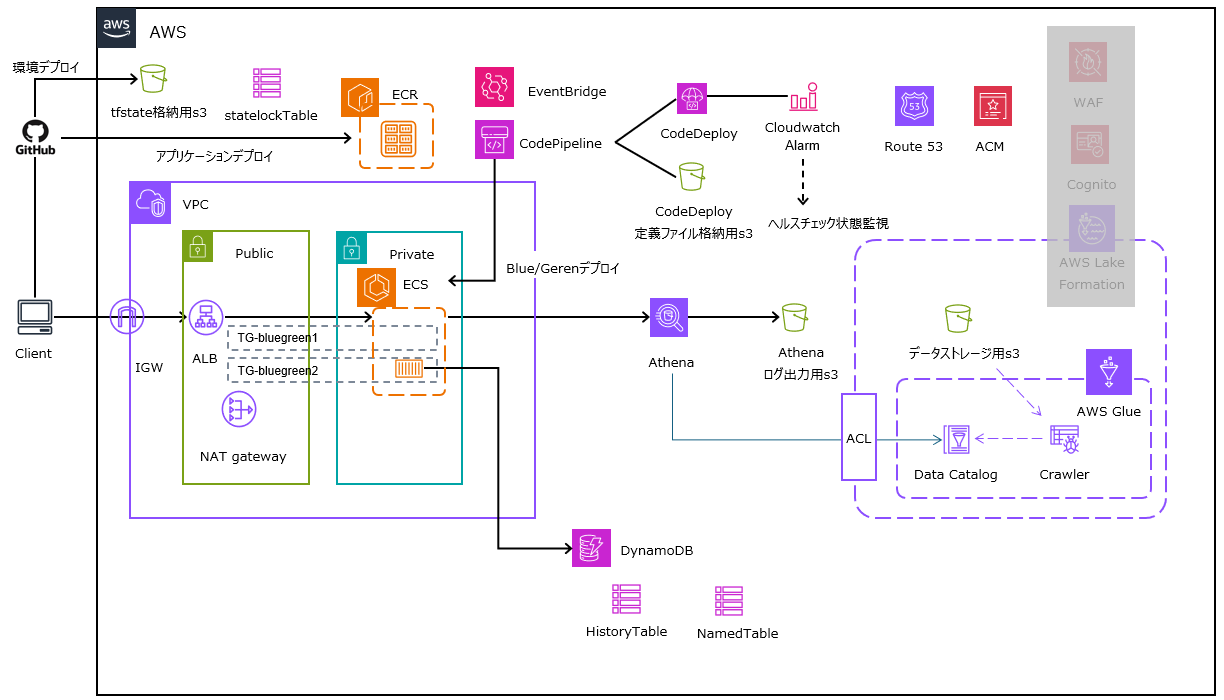 aws
AWS
環境デプロイ
tfstate格納用s3
statelockTable
ECR
EventBridge
CodePipeline
CodeDeploy
Cloudwatch
Alarm
53
Route 53
ACM
WAF
Cognito
AWS Lake
Formation
GitHub
アプリケーションデプロイ
CodeDeploy
定義ファイル格納用s3
ヘルスチェック状態監視
VPC
Public
Private
ECS
Blue/Gerenデプロイ
Client
IGW
ALB
TG-bluegreen1
TG-bluegreen2
NAT gateway
Athena
Athena
ログ出力用s3
データストレージ用s3
AWS Glue
ACL
Data Catalog
Crawler
DynamoDB
HistoryTable
NamedTable